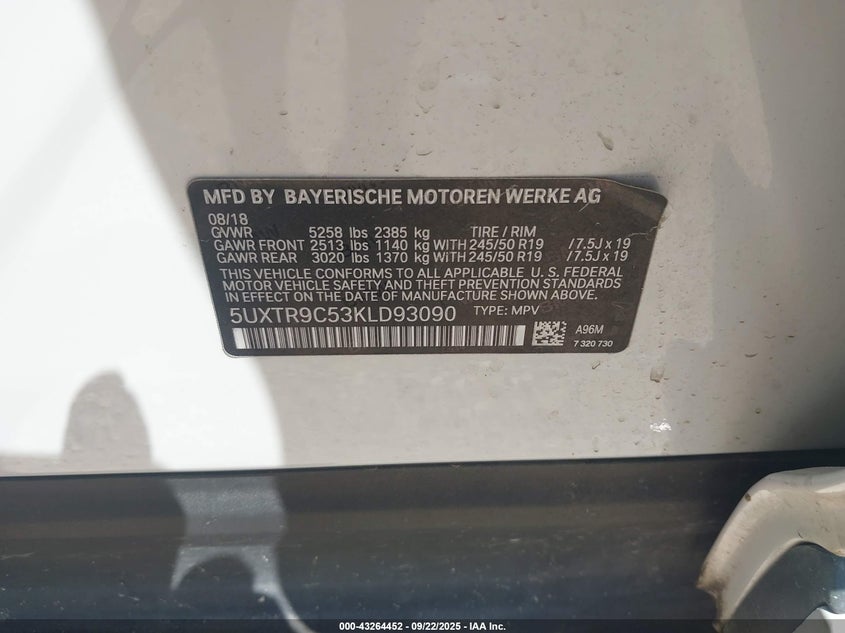 MFD BY BAYERISCHE MOTOREN WERKE AG
08/18
GVWR 5258 lbs 2385 kg TIRE / RIM
GAWR FRONT 2513 lbs 1140 kg WITH 245/50 R19 /7.5J x 19
GAWR REAR 3020 lbs 1370 kg WITH 245/50 R19 /7.5J x 19
THIS VEHICLE CONFORMS TO ALL APPLICABLE U. S. FEDERAL
MOTOR VEHICLE SAFETY AND THEFT PREVENTION STANDARDS
IN EFFECT ON THE DATE OF MANUFACTURE SHOWN ABOVE.
5UXTR9C53KLD93090 TYPE: MPV
A96M
7 320 730
000-43264452 - 09/22/2025 - IAA Inc.